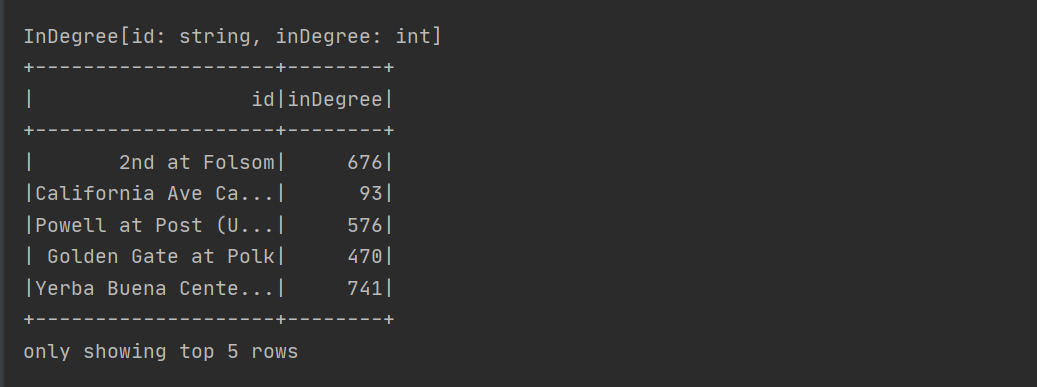 InDegree[id: string, inDegree: int]
+--------------------+--------+
|                  id|inDegree|
+--------------------+--------+
|       2nd at Folsom|     676|
|California Ave Ca...|      93|
|Powell at Post (U...|     576|
| Golden Gate at Polk|     470|
|Yerba Buena Cente...|     741|
+--------------------+--------+
only showing top 5 rows